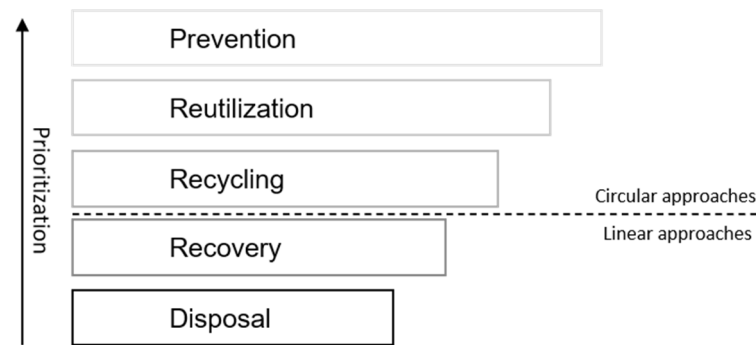 Prevention
Reutilization
Recycling
Recovery
Disposal
Prioritization
Circular approaches
Linear approaches